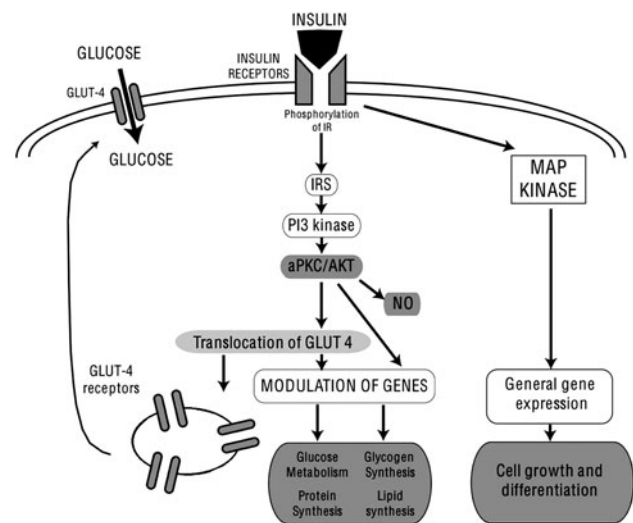 INSULIN
GLUCOSE
INSULIN
RECEPTORS
GLUT-4
Phosphorylation
of IR
GLUCOSE
MAP
KINASE
IRS
PI3 kinase
aPKC/AKT
NO
Translocation of GLUT 4
GLUT-4
receptors
MODULATION OF GENES
General gene
expression
Glucose
Metabolism
Glycogen
Synthesis
Protein
Synthesis
Lipid
synthesis
Cell growth and
differentiation